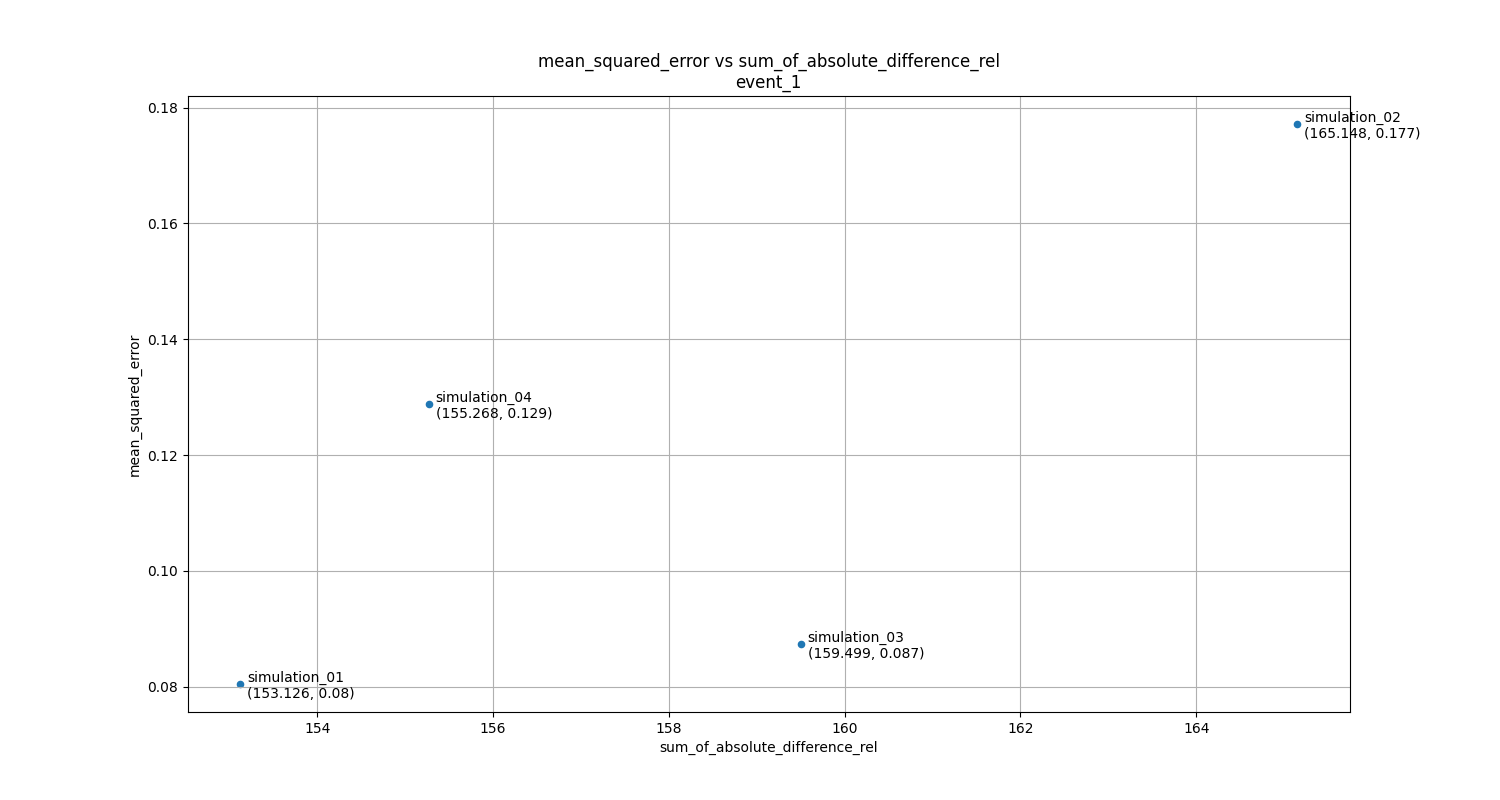 mean_squared_error vs sum_of_absolute_difference_rel
event_1
0.18
simulation_02
(165.148, 0.177)
0.16
0.14
mean_squared_error
simulation_04
(155.268, 0.129)
0.12
0.10
simulation_03
(159.499, 0.087)
simulation_01
(153.126, 0.08)
0.08
154 156 158 160 162 164
sum_of_absolute_difference_rel